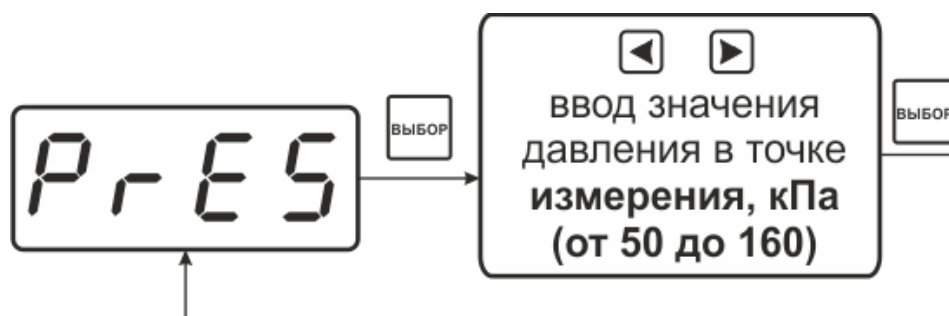 PrES
ВЫБОР
ввод значения
давления в точке
измерения, кПа
(от 50 до 160)
ВЫБОР